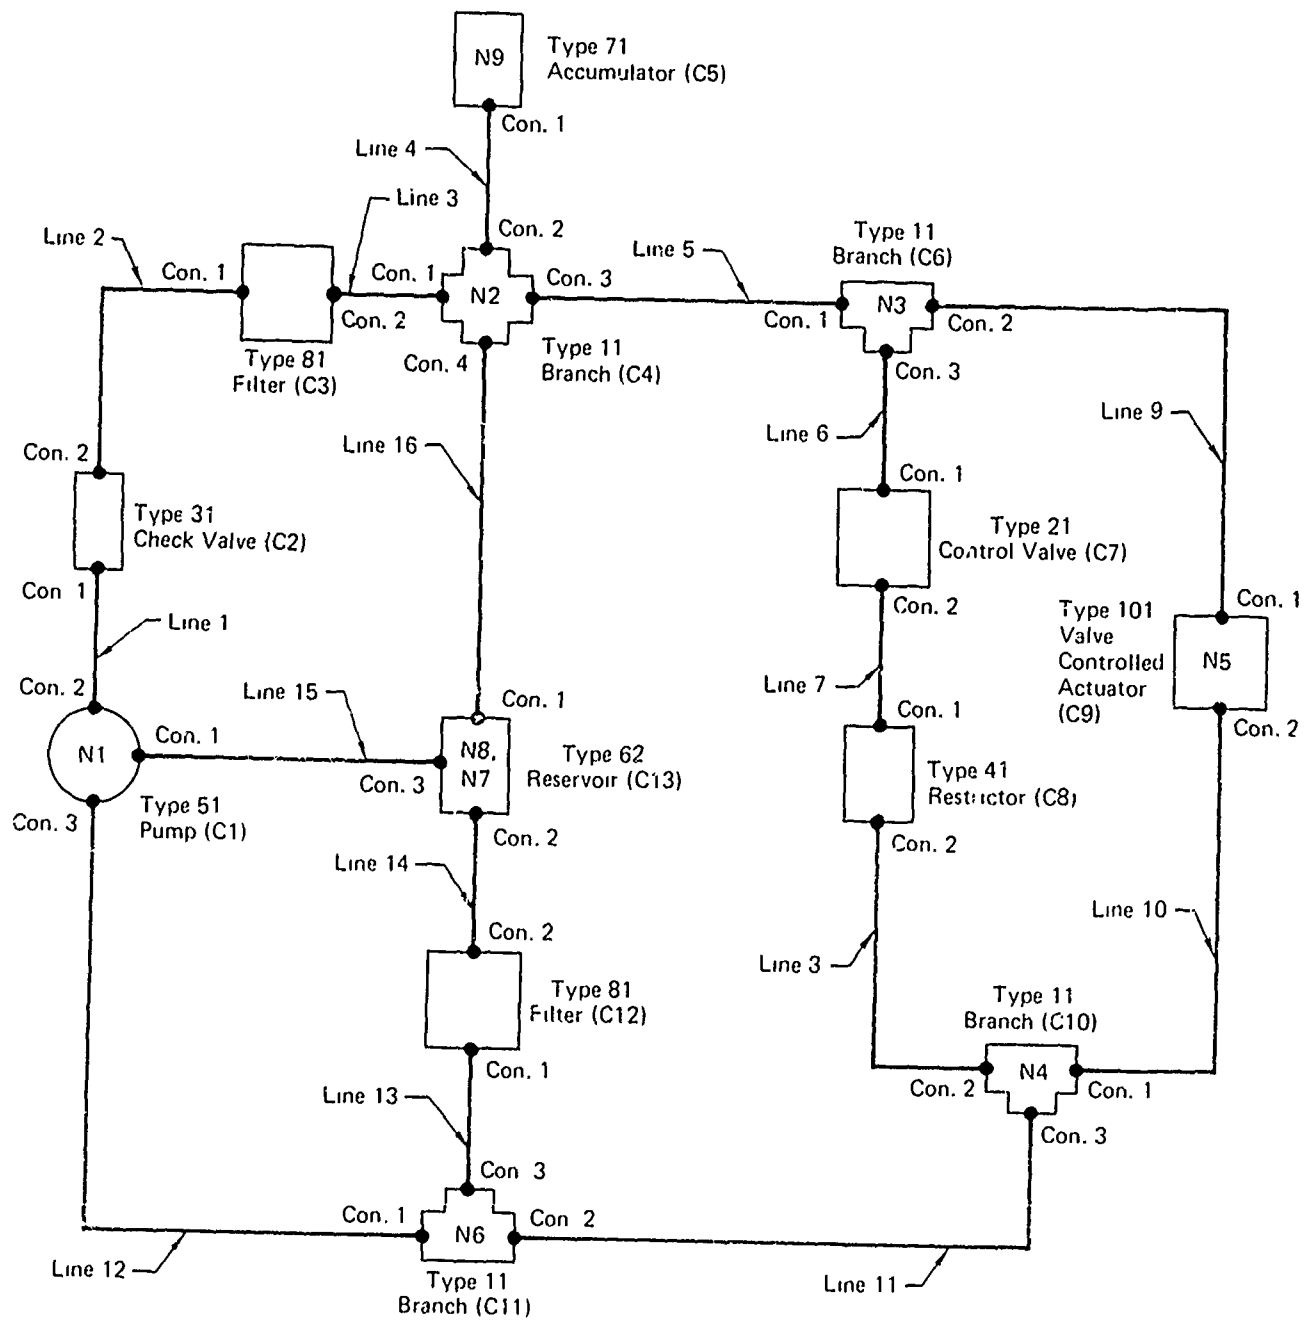 N9
Type 71
Accumulator (C5)
Con. 1
Line 4
Line 3
Line 2
Con. 1
Con. 2
Type 81
Filter (C3)
Con. 1
Con. 2
N2
Con. 3
Con. 4
Type 11
Branch (C4)
Line 5
Type 11
Branch (C6)
N3
Con. 1
Con. 2
Con. 3
Line 16
Line 6
Line 9
Con. 2
Type 31
Check Valve (C2)
Con 1
Line 1
Con. 1
Type 21
Control Valve (C7)
Con. 2
Con. 1
Type 101
Valve
Controlled
Actuator
(C9)
N5
Con. 2
Line 7
Con. 2
N1
Con. 1
Con. 3
Type 51
Pump (C1)
Line 15
Con. 1
N8,
N7
Con. 3
Type 62
Reservoir (C13)
Con. 2
Con. 1
Type 41
Restrictor (C8)
Con. 2
Line 14
Con. 2
Type 81
Filter (C12)
Con. 1
Line 3
Line 10
Type 11
Branch (C10)
N4
Con. 2
Con. 1
Con. 3
Line 13
Con 3
Con. 1
N6
Con 2
Type 11
Branch (C11)
Line 12
Line 11